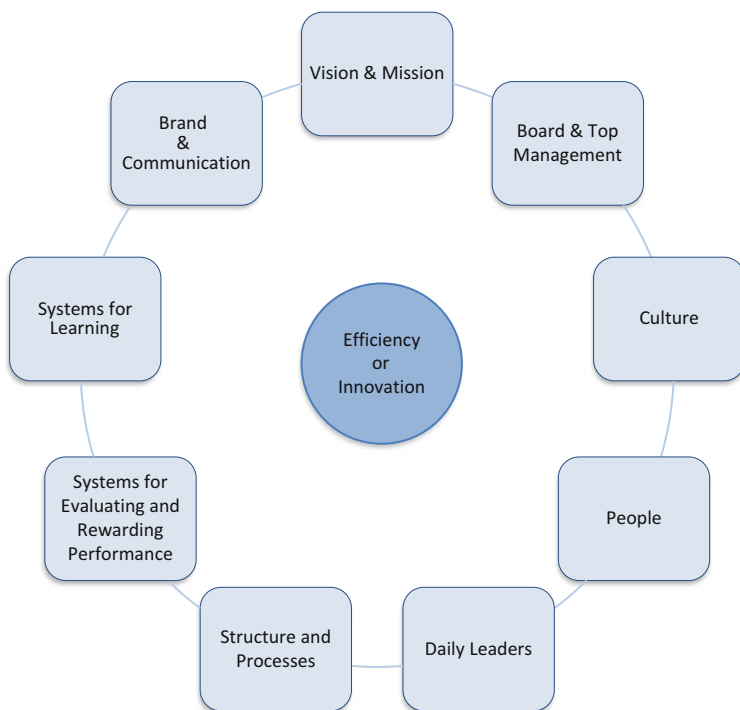 Vision & Mission
Board & Top
Management
Culture
People
Daily Leaders
Structure and
Processes
Systems for
Evaluating and
Rewarding
Performance
Systems for
Learning
Brand
&
Communication
Efficiency
or
Innovation